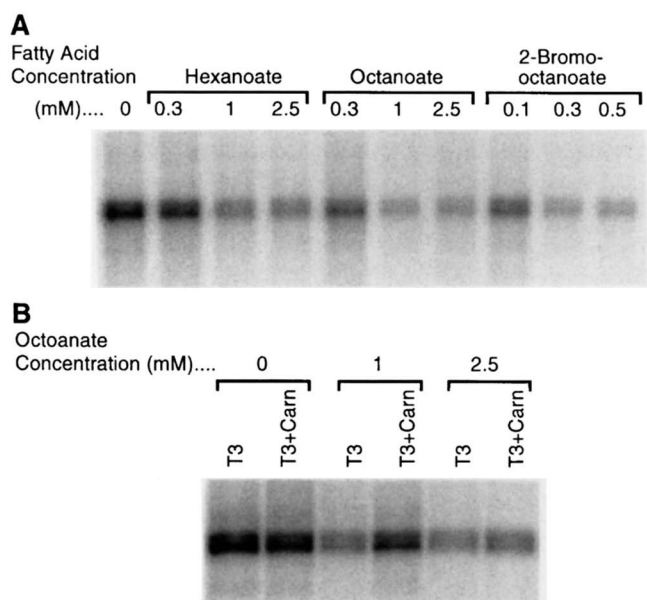 A
Fatty Acid
Concentration
(mM).... 0
Hexanoate
0.3 1 2.5
Octanoate
0.3 1 2.5
2-Bromo-
octanoate
0.1 0.3 0.5
B
Octoanate
Concentration (mM).... 0 1 2.5
T3 T3+Carn T3 T3+Carn T3 T3+Carn